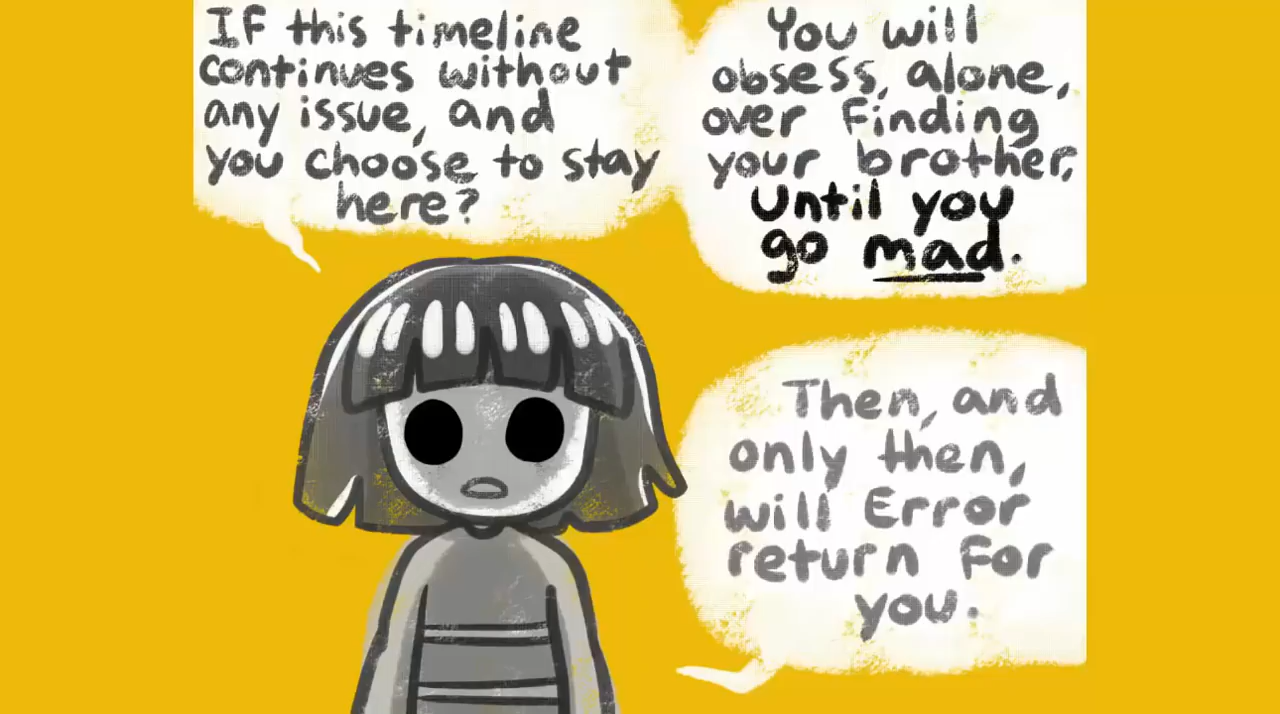 If this timeline
continues without
any issue, and
you choose to stay
here?
You will
obsess, alone,
over finding
your brother,
Until you
go mad.
Then, and
only then,
will Error
return for
you.